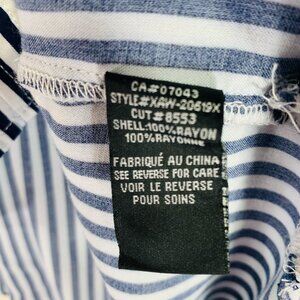 CA#07043
STYLE#XAW-20619X
CUT#8553
SHELL:100%RAYON
100%RAYONNE
FABRIQUÉ AU CHINA
SEE REVERSE FOR CARE
VOIR LE REVERSE
POUR SOINS